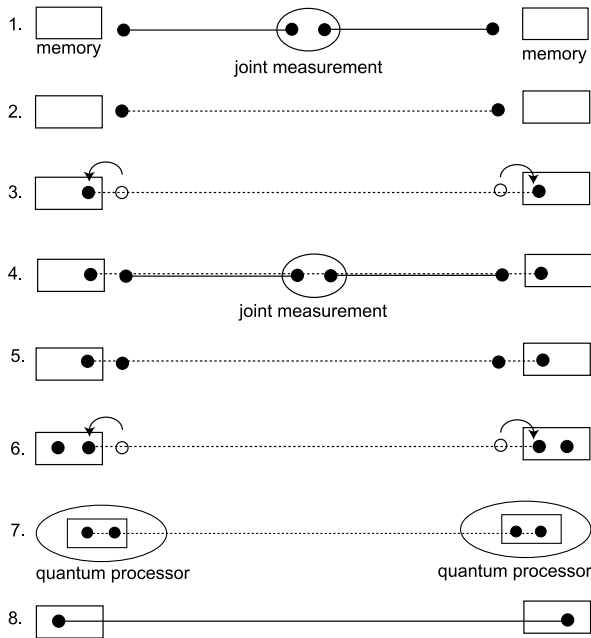 1.
memory
joint measurement
memory
2.
3.
4.
joint measurement
5.
6.
7.
quantum processor
quantum processor
8.